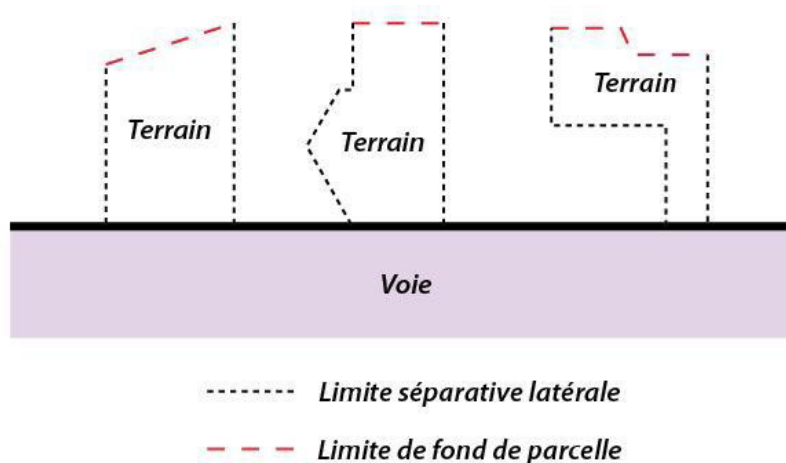 Terrain
Terrain
Terrain
Voie
Limite séparative latérale
Limite de fond de parcelle